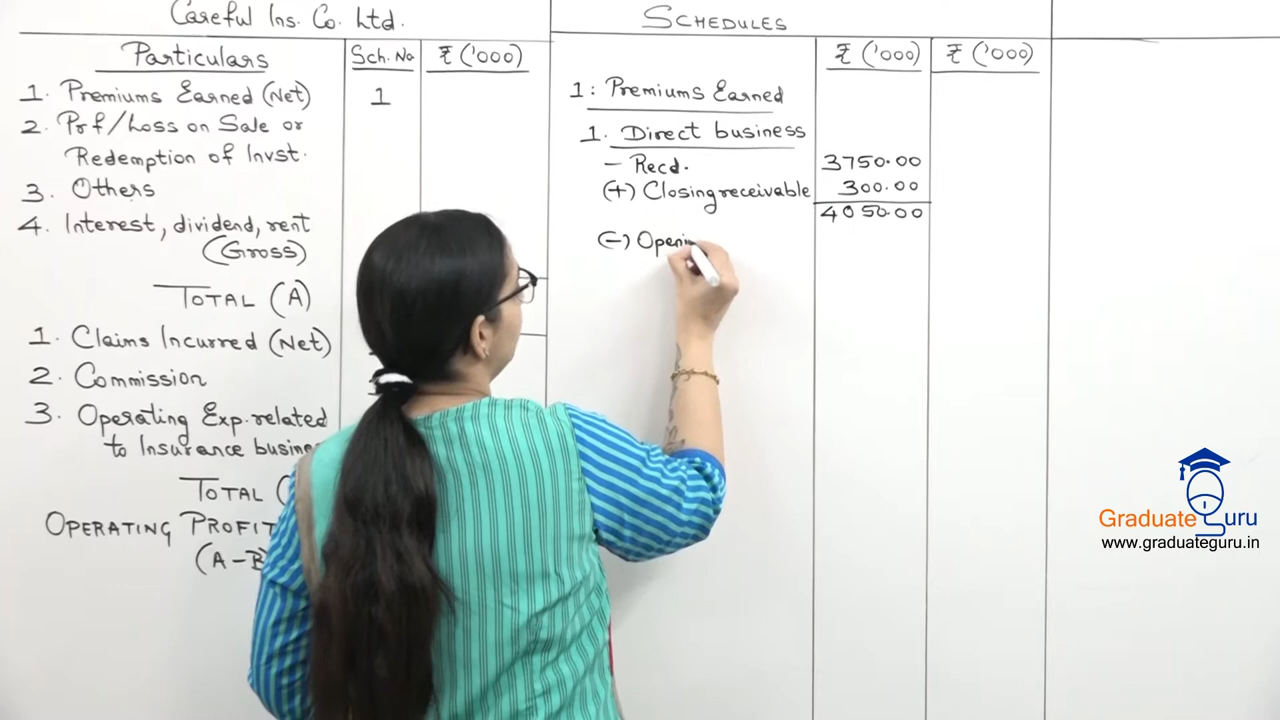 Careful Ins. Co. Ltd.
Particulars
Sch. No
₹ ('000)
1. Premiums Earned (Net)
1
2. Prf/Loss on Sale or
Redemption of Invst.
3. Others
4. Interest, dividend, rent
(Gross)
TOTAL (A)
1. Claims Incurred (Net)
2. Commission
3. Operating Exp. related
to Insurance busine
TOTAL (
OPERATING PROFIT
(A-B)
SCHEDULES
₹ ('000)
₹ ('000)
1: Premiums Earned
1. Direct business
- Recd.
3750.00
(+) Closing receivable
300.00
4050.00
(-) Openi
Graduate Guru
www.graduateguru.in